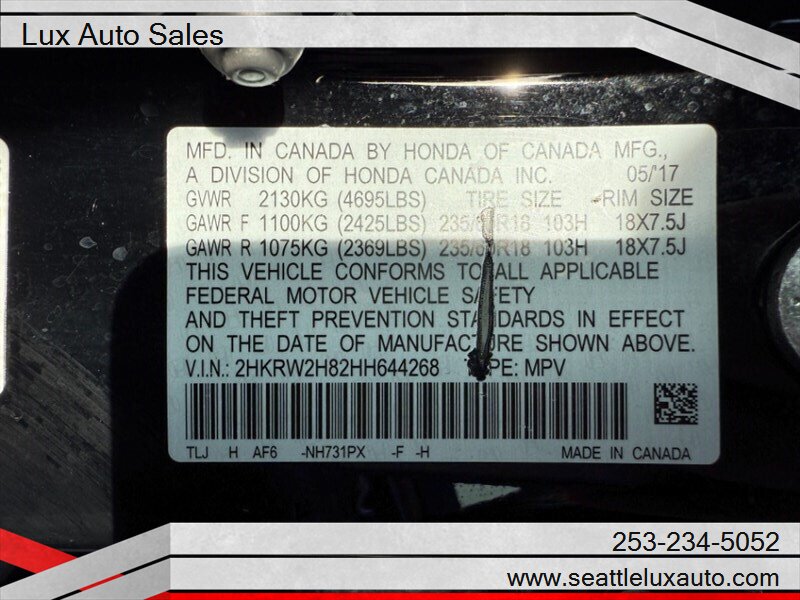 Lux Auto Sales
MFD. IN CANADA BY HONDA OF CANADA MFG.,
A DIVISION OF HONDA CANADA INC. 05/'17
GVWR 2130KG (4695LBS) TIRE SIZE RIM SIZE
GAWR F 1100KG (2425LBS) 103H 18X7.5J
GAWR R 1075KG (2369LBS) 103H 18X7.5J
THIS VEHICLE CONFORMS TO ALL APPLICABLE
FEDERAL MOTOR VEHICLE SAFETY
AND THEFT PREVENTION STANDARDS IN EFFECT
ON THE DATE OF MANUFACTURE SHOWN ABOVE.
V.I.N.: 2HKRW2H82HH644268 TYPE: MPV
TLJ H AF6 -NH731PX -F -H MADE IN CANADA
253-234-5052
www.seattleluxauto.com